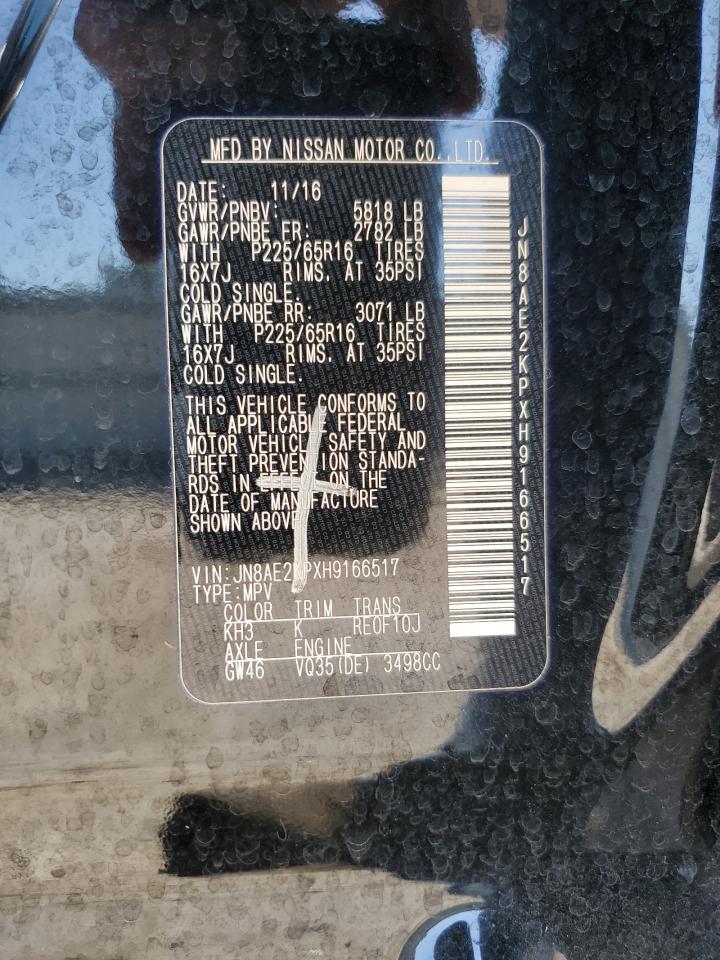 MFD BY NISSAN MOTOR CO.,LTD.
DATE: 11/16
GVWR/PNBV: 5818 LB
GAWR/PNBE FR: 2782 LB
WITH P225/65R16 TIRES
16X7J RIMS, AT 35PSI
COLD SINGLE.
GAWR/PNBE RR: 3071 LB
WITH P225/65R16 TIRES
16X7J RIMS, AT 35PSI
COLD SINGLE.
THIS VEHICLE CONFORMS TO
ALL APPLICABLE FEDERAL
MOTOR VEHICLE SAFETY AND
THEFT PREVENTION STANDA-
RDS IN ON THE
DATE OF MANUFACTURE
SHOWN ABOVE
VIN:JN8AE2KPXH9166517
TYPE:MPV
COLOR TRIM TRANS
KH3 K RE0F10J
AXLE ENGINE
GW46 VQ35(DE) 3498CC
JN8AE2KPXH9166517